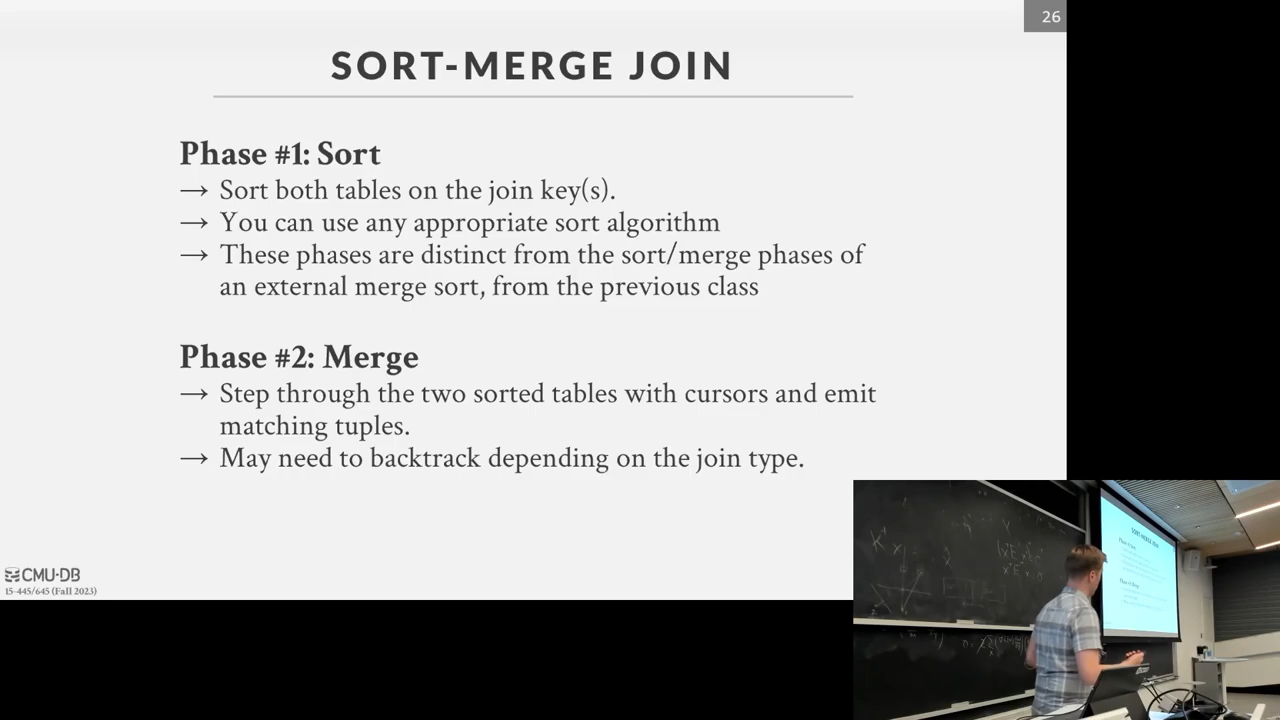 26
SORT-MERGE JOIN
Phase #1: Sort
→ Sort both tables on the join key(s).
→ You can use any appropriate sort algorithm
→ These phases are distinct from the sort/merge phases of
an external merge sort, from the previous class
Phase #2: Merge
→ Step through the two sorted tables with cursors and emit
matching tuples.
→ May need to backtrack depending on the join type.
CMU·DB
15-445/645 (Fall 2023)
SORT-MERGE JOIN